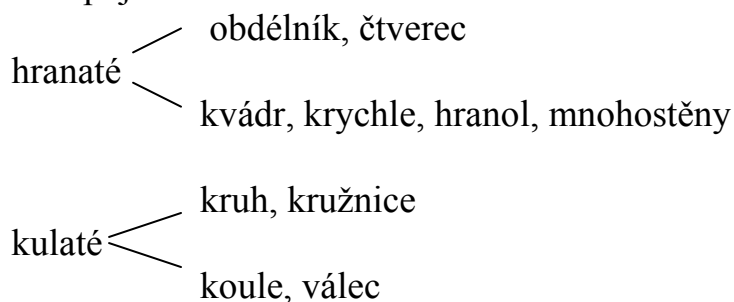 obdélník, čtverec
hranaté
kvádr, krychle, hranol, mnohostěny
kruh, kružnice
kulaté
koule, válec